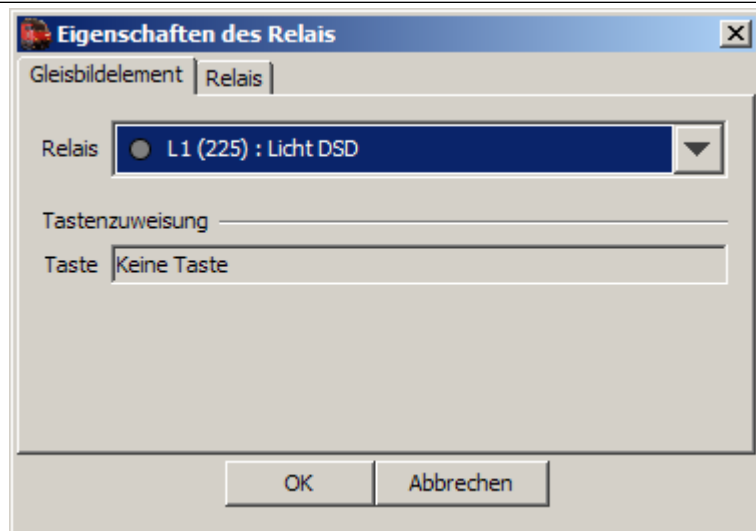 Eigenschaften des Relais
Gleisbildelement Relais
Relais L1 (225) : Licht DSD
Tastenzuweisung
Taste Keine Taste
OK Abbrechen